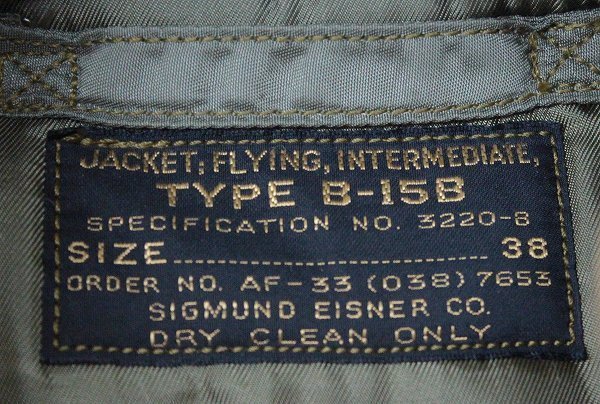 JACKET; FLYING, INTERMEDIATE,
TYPE B-15B
SPECIFICATION NO. 3220-8
SIZE 38
ORDER NO. AF-33 (038) 7653
SIGMUND EISNER CO.
DRY CLEAN ONLY